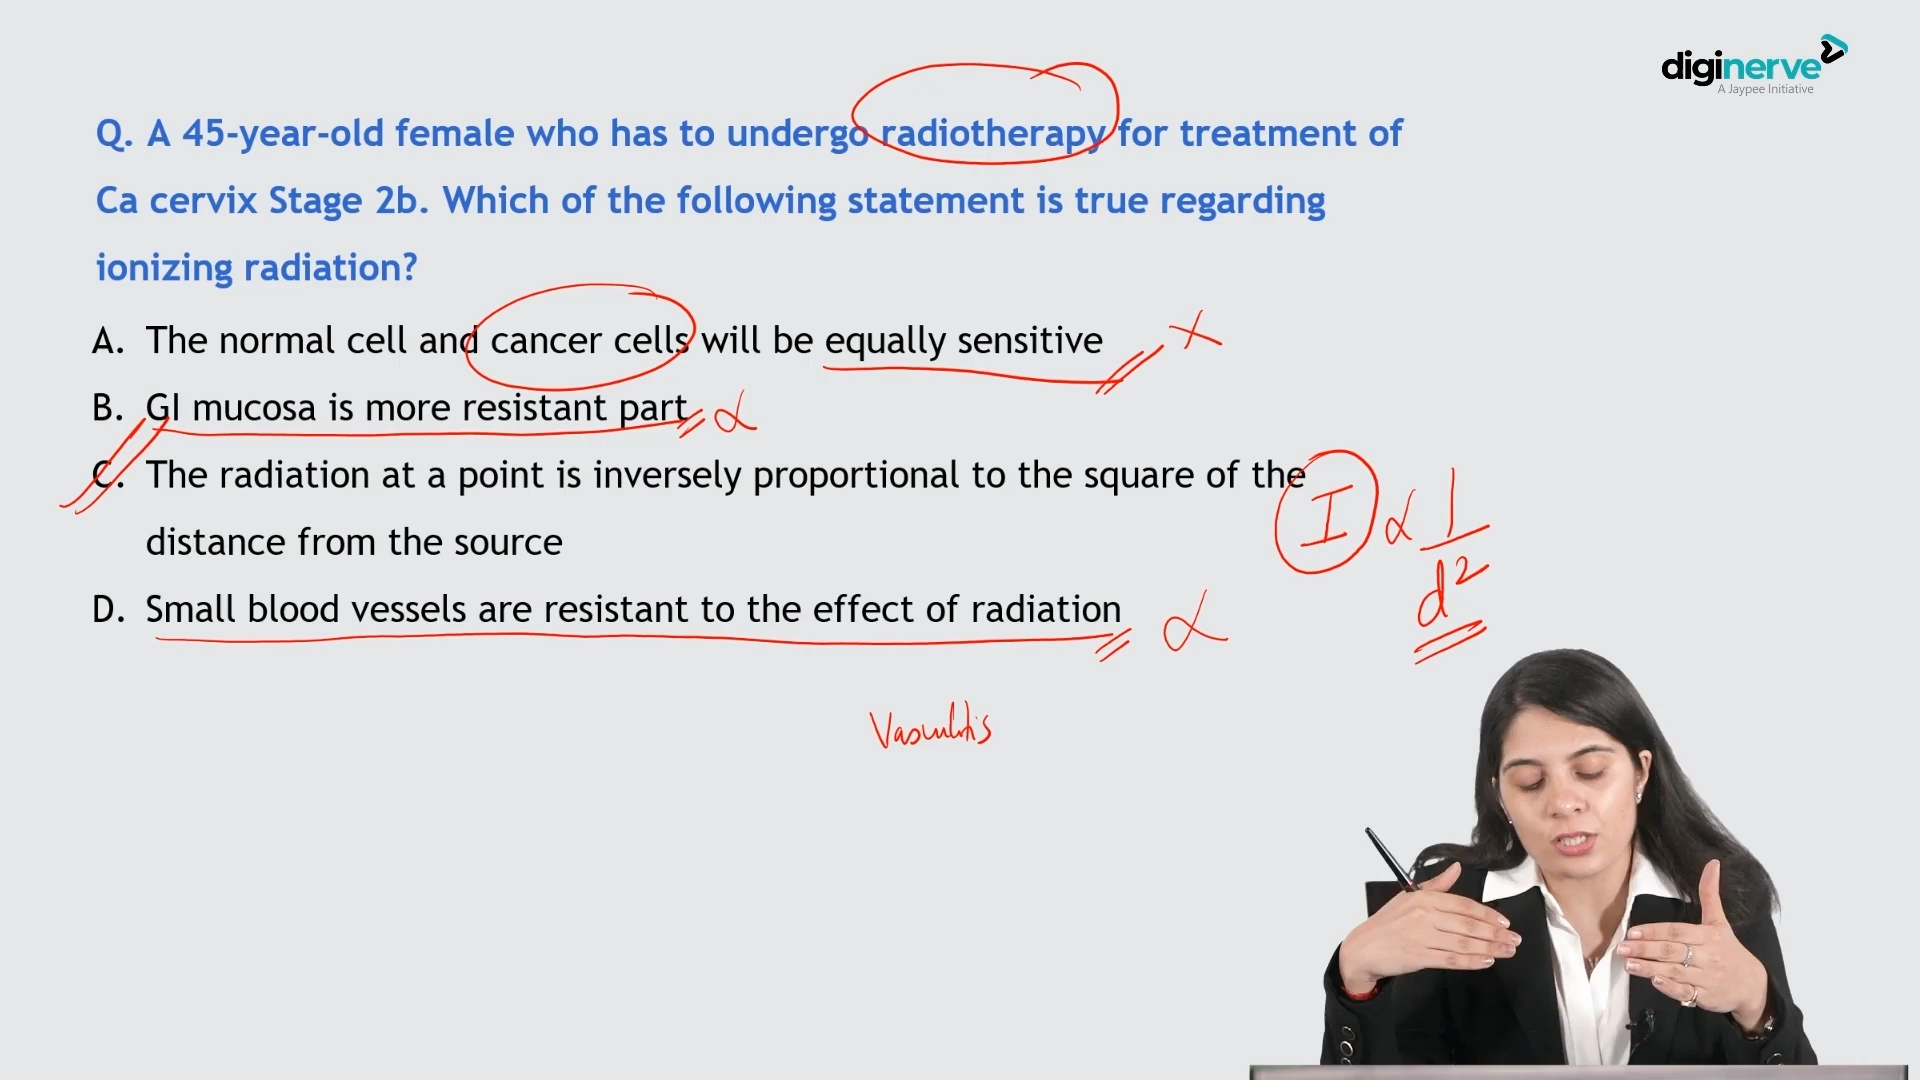 diginerve
A Jaypee Initiative
Q. A 45-year-old female who has to undergo radiotherapy for treatment of
Ca cervix Stage 2b. Which of the following statement is true regarding
ionizing radiation?
A. The normal cell and cancer cells will be equally sensitive
B. GI mucosa is more resistant part
C. The radiation at a point is inversely proportional to the square of the
distance from the source
I ∝ 1/d²
D. Small blood vessels are resistant to the effect of radiation
Vasculitis